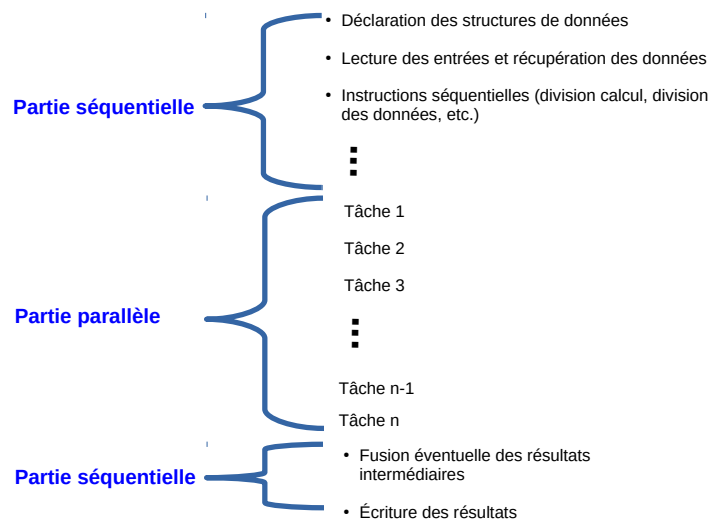 • Déclaration des structures de données
• Lecture des entrées et récupération des données
Partie séquentielle
• Instructions séquentielles (division calcul, division
des données, etc.)
Tâche 1
Tâche 2
Tâche 3
Partie parallèle
Tâche n-1
Tâche n
• Fusion éventuelle des résultats
intermédiaires
Partie séquentielle
• Écriture des résultats